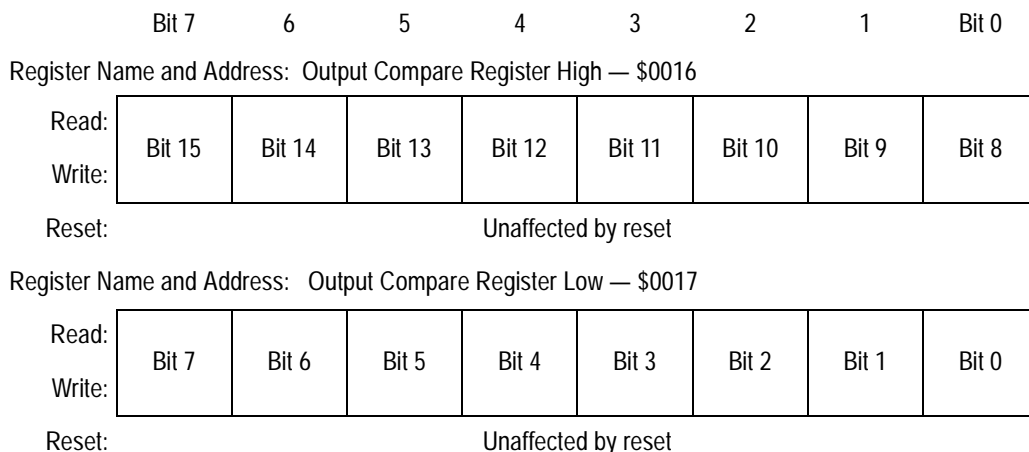 Bit 7 6 5 4 3 2 1 Bit 0
Register Name and Address: Output Compare Register High — $0016
Read:
Bit 15 Bit 14 Bit 13 Bit 12 Bit 11 Bit 10 Bit 9 Bit 8
Write:
Reset: Unaffected by reset
Register Name and Address: Output Compare Register Low — $0017
Read:
Bit 7 Bit 6 Bit 5 Bit 4 Bit 3 Bit 2 Bit 1 Bit 0
Write:
Reset: Unaffected by reset